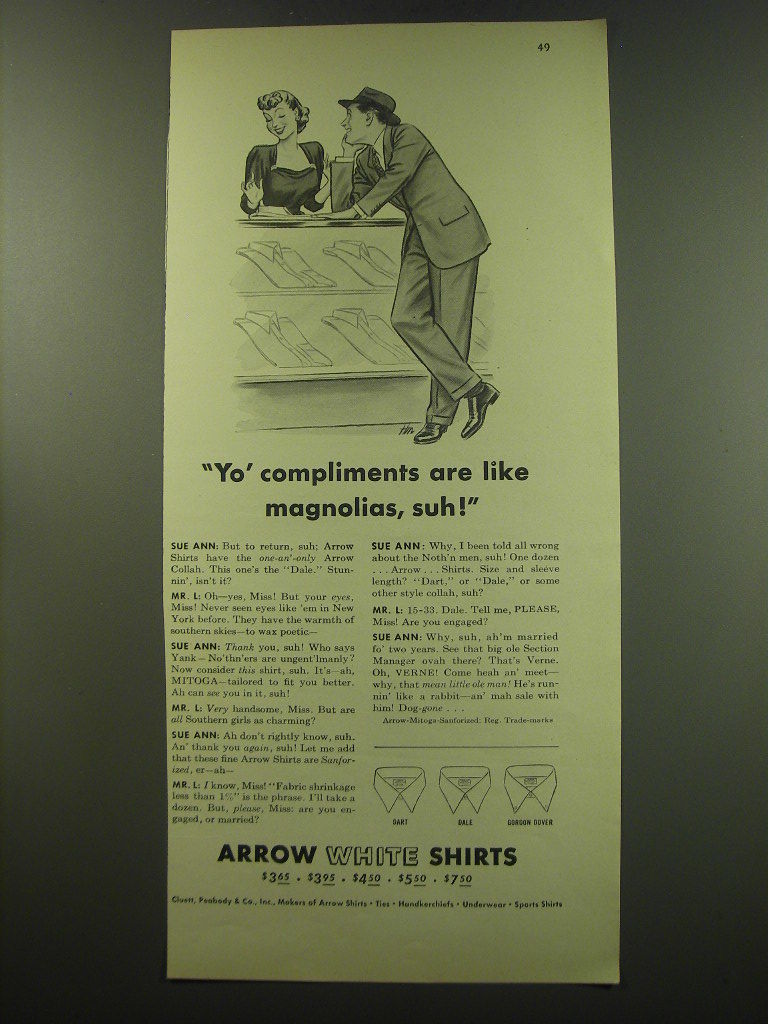 49
"Yo' compliments are like
magnolias, suh!"
SUE ANN: But to return, suh: Arrow
Shirts have the one-an'-only Arrow
Collah. This one's the "Dale." Stun-
nin', isn't it?
MR. L: Oh—yes, Miss! But your eyes,
Miss! Never seen eyes like 'em in New
York before. They have the warmth of
southern skies—to wax poetic—
SUE ANN: Thank you, suh! Who says
Yank—No'thn'ers are ungent'lmanly?
Now consider this shirt, suh. It's—ah,
MITOGA—tailored to fit you better.
Ah can see you in it, suh!
MR. L: Very handsome, Miss. But are
all Southern girls as charming?
SUE ANN: Ah don't rightly know, suh.
An' thank you again, suh! Let me add
that these fine Arrow Shirts are Sanfor-
ized, er—ah—
MR. L: I know, Miss! "Fabric shrinkage
less than 1%" is the phrase. I'll take a
dozen. But, please, Miss: are you en-
gaged, or married?
SUE ANN: Why, I been told all wrong
about the Noth'n men, suh! One dozen
. . . Arrow . . . Shirts. Size and sleeve
length? "Dart," or "Dale," or some
other style collah, suh?
MR. L: 15-33. Dale. Tell me, PLEASE,
Miss! Are you engaged?
SUE ANN: Why, suh, ah'm married
fo' two years. See that big ole Section
Manager ovah there? That's Verne.
Oh, VERNE! Come heah an' meet—
why, that mean little ole man! He's run-
nin' like a rabbit—an' mah sale with
him! Dog-gone . . .
Arrow-Mitoga-Sanforized: Reg. Trade-marks
DART DALE GORDON DOVER
ARROW WHITE SHIRTS
$3.65 . $3.95 . $4.50 . $5.50 . $7.50
Cluett, Peabody & Co., Inc., Makers of Arrow Shirts • Ties • Handkerchiefs • Underwear • Sports Shirts